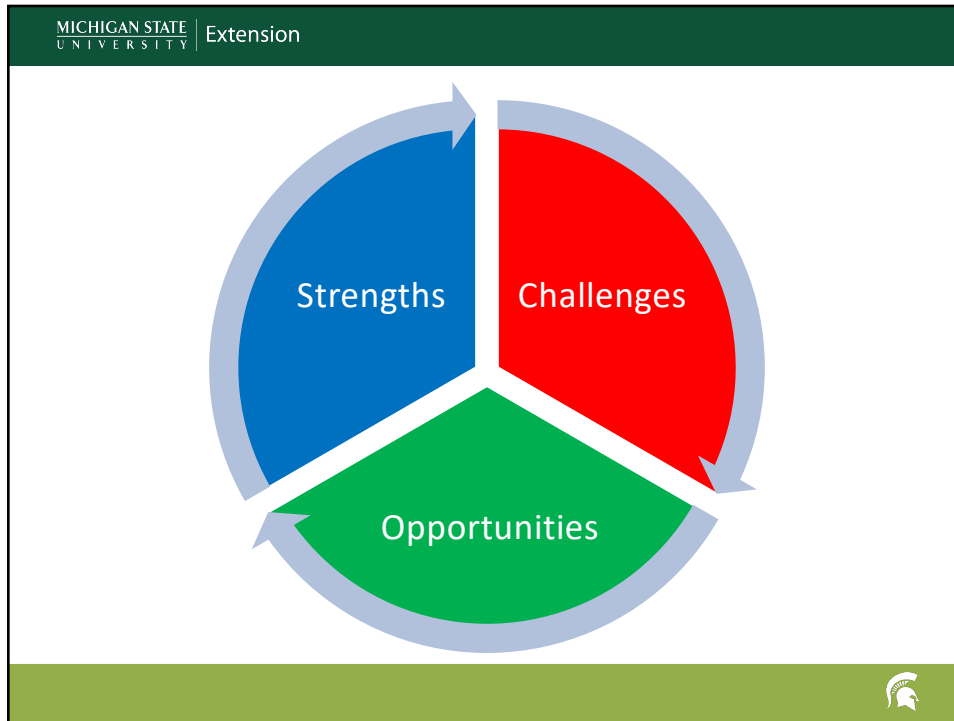 MICHIGAN STATE
UNIVERSITY
Extension
Strengths
Challenges
Opportunities